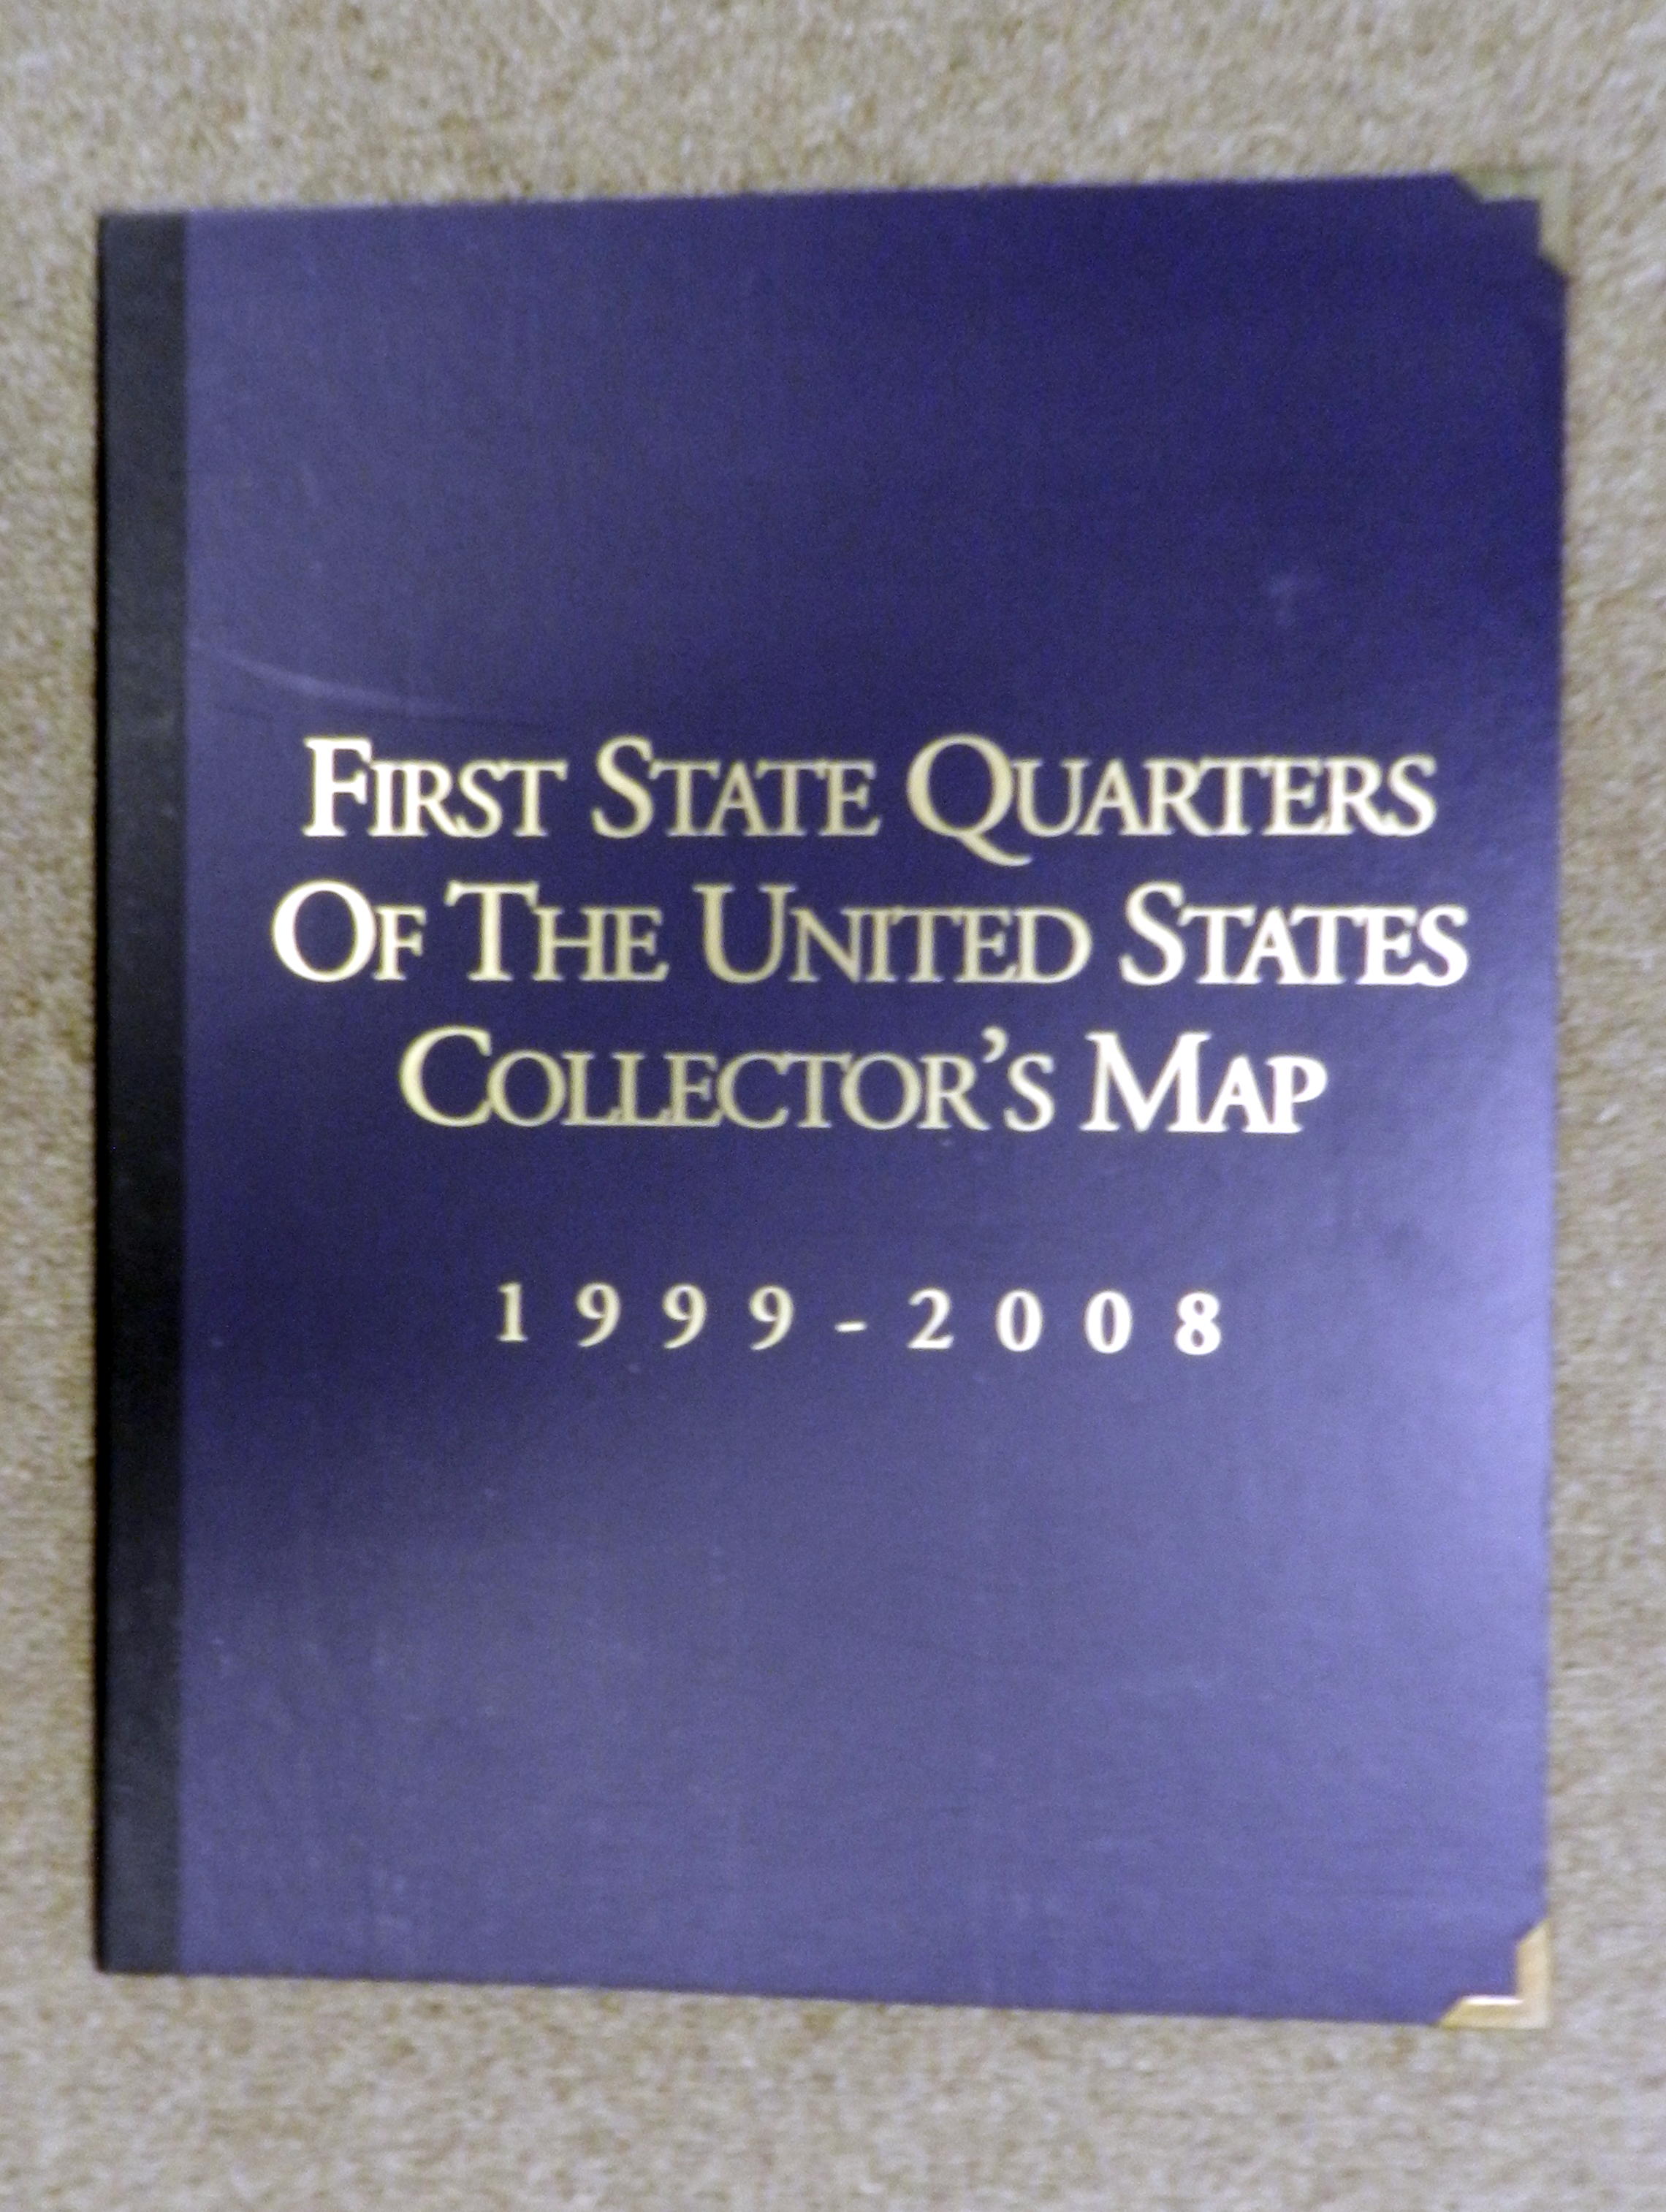 First State Quarters
Of The United States
Collector's Map
1999-2008